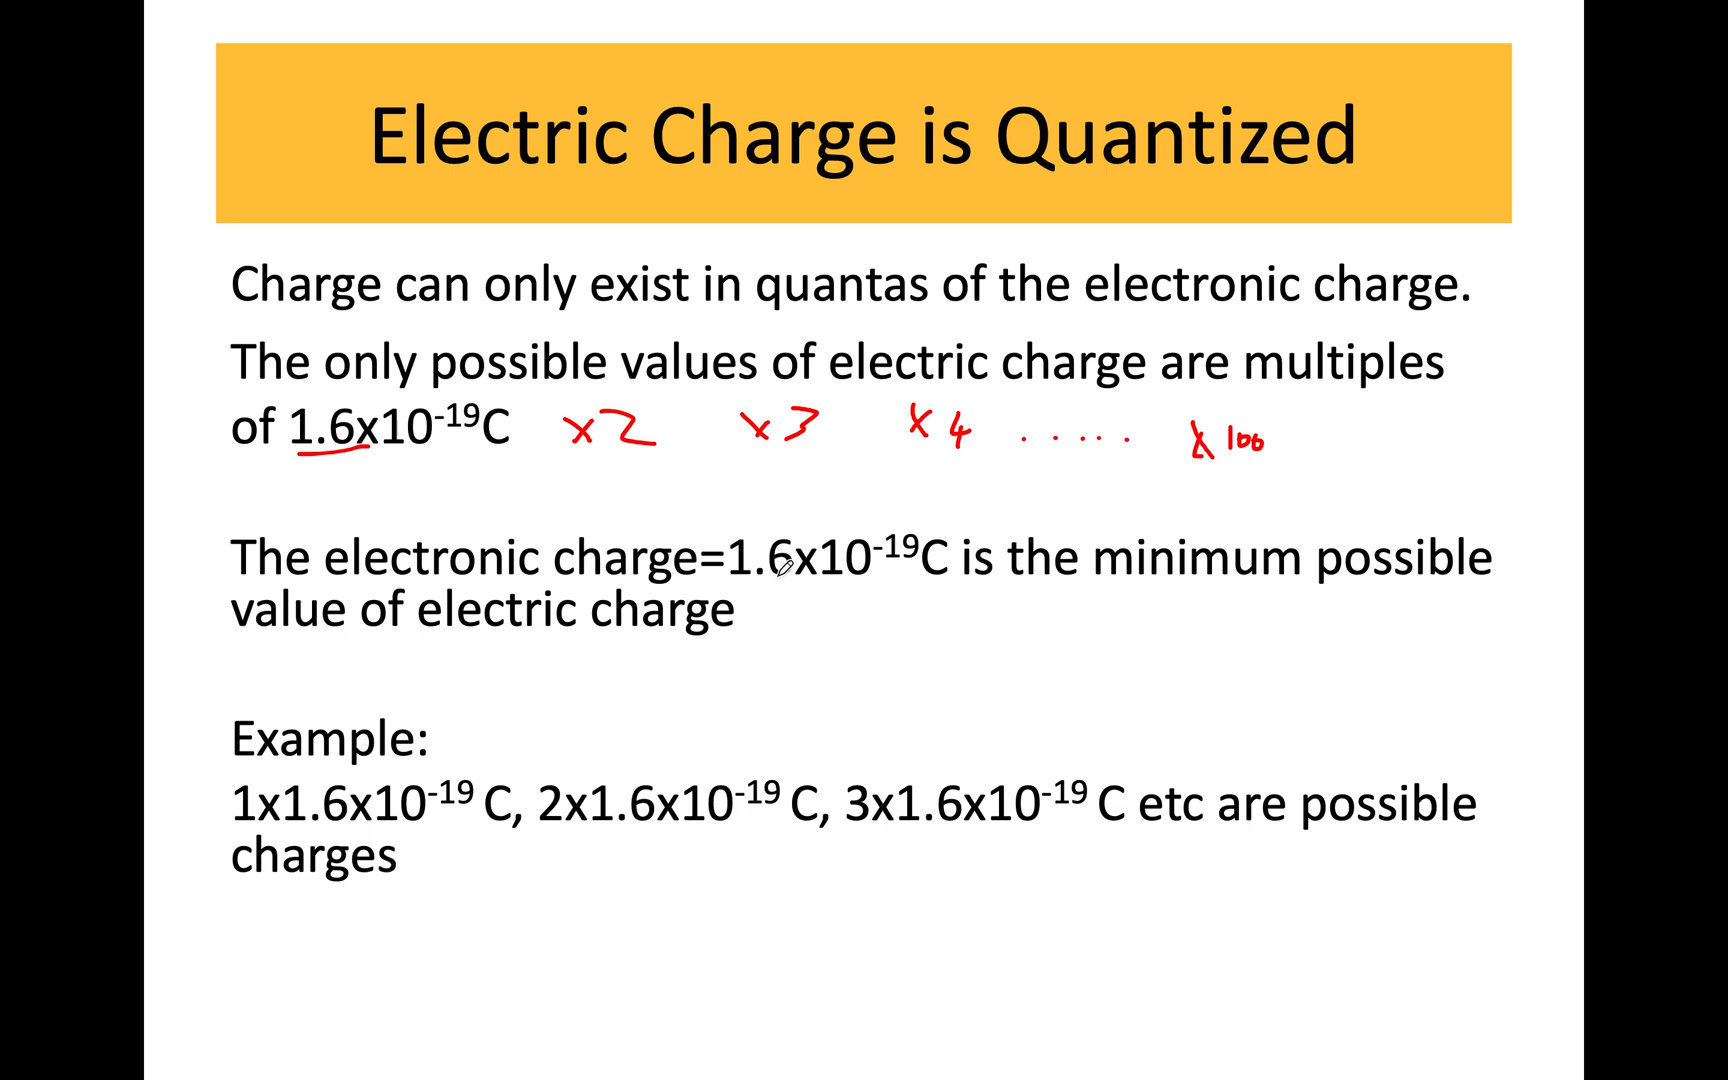 Electric Charge is Quantized
Charge can only exist in quantas of the electronic charge.
The only possible values of electric charge are multiples
of 1.6x10⁻¹⁹C x2 x3 x4 ..... x100
The electronic charge=1.6x10⁻¹⁹C is the minimum possible
value of electric charge
Example:
1x1.6x10⁻¹⁹ C, 2x1.6x10⁻¹⁹ C, 3x1.6x10⁻¹⁹ C etc are possible
charges